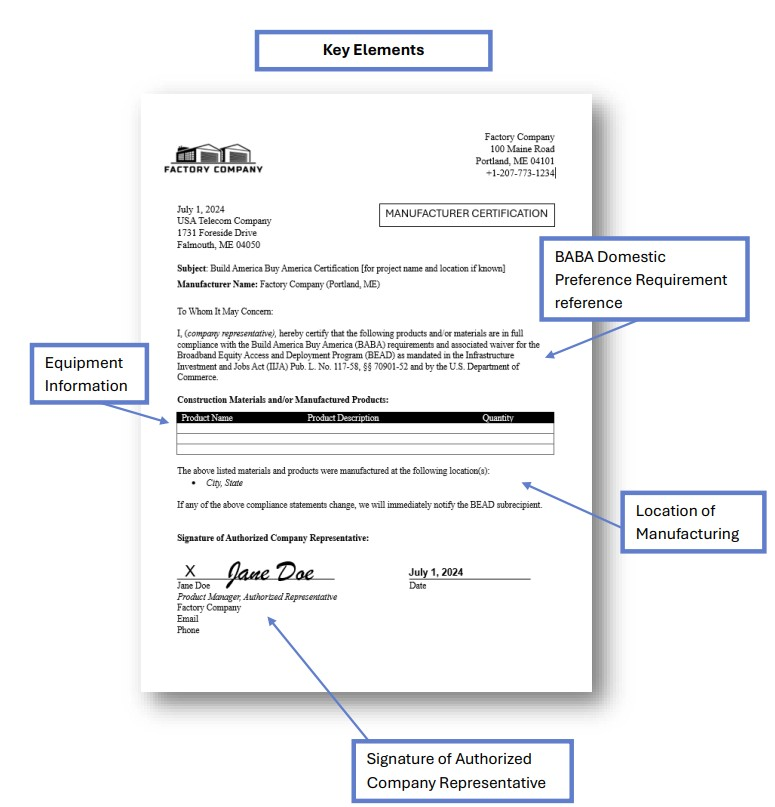 Key Elements
FACTORY COMPANY
Factory Company
100 Maine Road
Portland, ME 04101
+1-207-773-1234
July 1, 2024
USA Telecom Company
1731 Foreside Drive
Falmouth, ME 04050
MANUFACTURER CERTIFICATION
BABA Domestic
Preference Requirement
reference
Subject: Build America Buy America Certification [for project name and location if known]
Manufacturer Name: Factory Company (Portland, ME)
To Whom It May Concern:
I, (company representative), hereby certify that the following products and/or materials are in full
compliance with the Build America Buy America (BABA) requirements and associated waiver for the
Broadband Equity Access and Deployment Program (BEAD) as mandated in the Infrastructure
Investment and Jobs Act (IIJA) Pub. L. No. 117-58, §§ 70901-52 and by the U.S. Department of
Commerce.
Equipment
Information
Construction Materials and/or Manufactured Products:
Product Name Product Description Quantity
The above listed materials and products were manufactured at the following location(s):
• City, State
If any of the above compliance statements change, we will immediately notify the BEAD subrecipient.
Location of
Manufacturing
Signature of Authorized Company Representative:
X Jane Doe July 1, 2024
Jane Doe Date
Product Manager, Authorized Representative
Factory Company
Email
Phone
Signature of Authorized
Company Representative